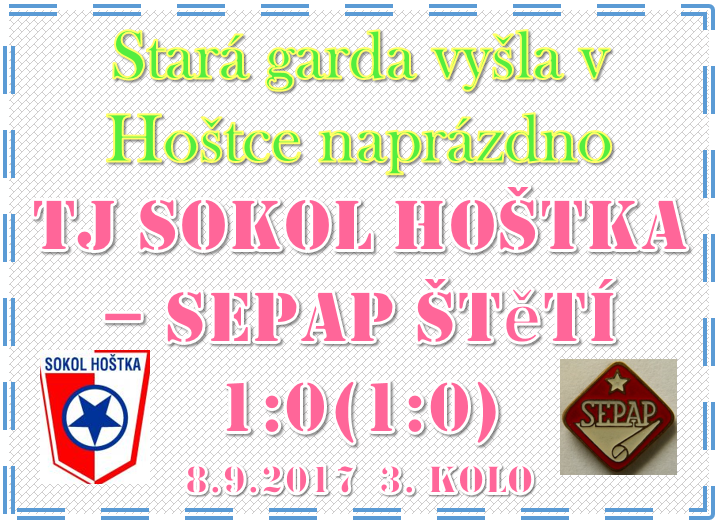 Stará garda vyšla v
Hoštce naprázdno
TJ SOKOL HOŠTKA
– SEPAP ŠTěTÍ
SOKOL HOŠTKA
1:0(1:0)
SEPAP
8.9.2017 3. KOLO